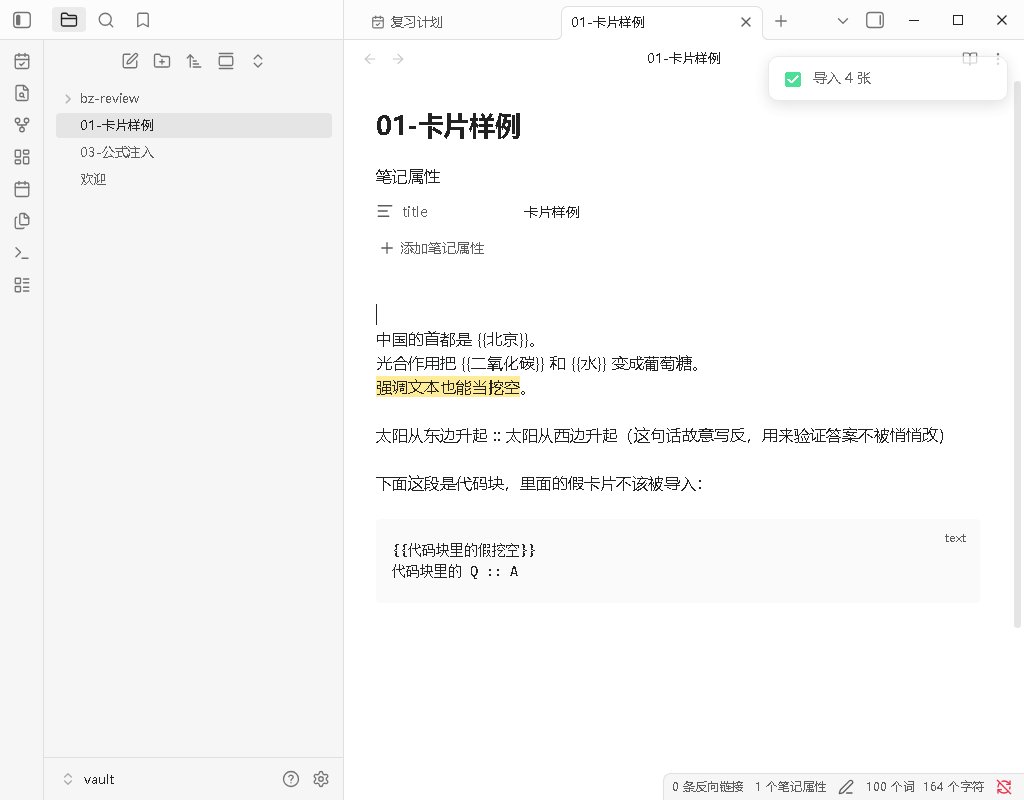 复习计划
01-卡片样例
01-卡片样例
导入 4 张
bz-review
01-卡片样例
03-公式注入
欢迎
01-卡片样例
笔记属性
title 卡片样例
添加笔记属性
中国的首都是 {{北京}}。
光合作用把 {{二氧化碳}} 和 {{水}} 变成葡萄糖。
强调文本也能当挖空。
太阳从东边升起 :: 太阳从西边升起（这句话故意写反，用来验证答案不被悄悄改）
下面这段是代码块，里面的假卡片不该被导入：
text
{{代码块里的假挖空}}
代码块里的 Q :: A
vault
0 条反向链接 1 个笔记属性 100 个词 164 个字符